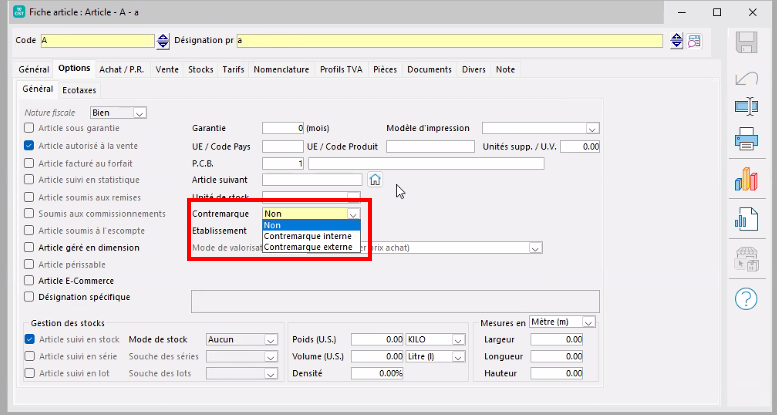 Fiche article : Article - A - a
Code A Désignation pr a
Général Options Achat / P.R. Vente Stocks Tarifs Nomenclature Profils TVA Pièces Documents Divers Note
Général Ecotaxes
Nature fiscale Bien
Article sous garantie Garantie 0 (mois) Modèle d'impression
Article autorisé à la vente UE / Code Pays UE / Code Produit Unités supp. / U.V. 0.00
Article facturé au forfait P.C.B. 1
Article suivi en statistique Article suivant
Article soumis aux remises Unité de stock
Soumis aux commissionnements Contremarque Non
Article soumis à l'escompte Etablissement Non
Contremarque interne
Article géré en dimension Mode de valorisat Contremarque externe prix achat)
Article périssable
Article E-Commerce
Désignation spécifique
Gestion des stocks Mesures en Mètre (m)
Article suivi en stock Mode de stock Aucun Poids (U.S.) 0.00 KILO Largeur 0.00
Article suivi en série Souche des séries Volume (U.S.) 0.00 Litre (l) Longueur 0.00
Article suivi en lot Souche des lots Densité 0.00% Hauteur 0.00